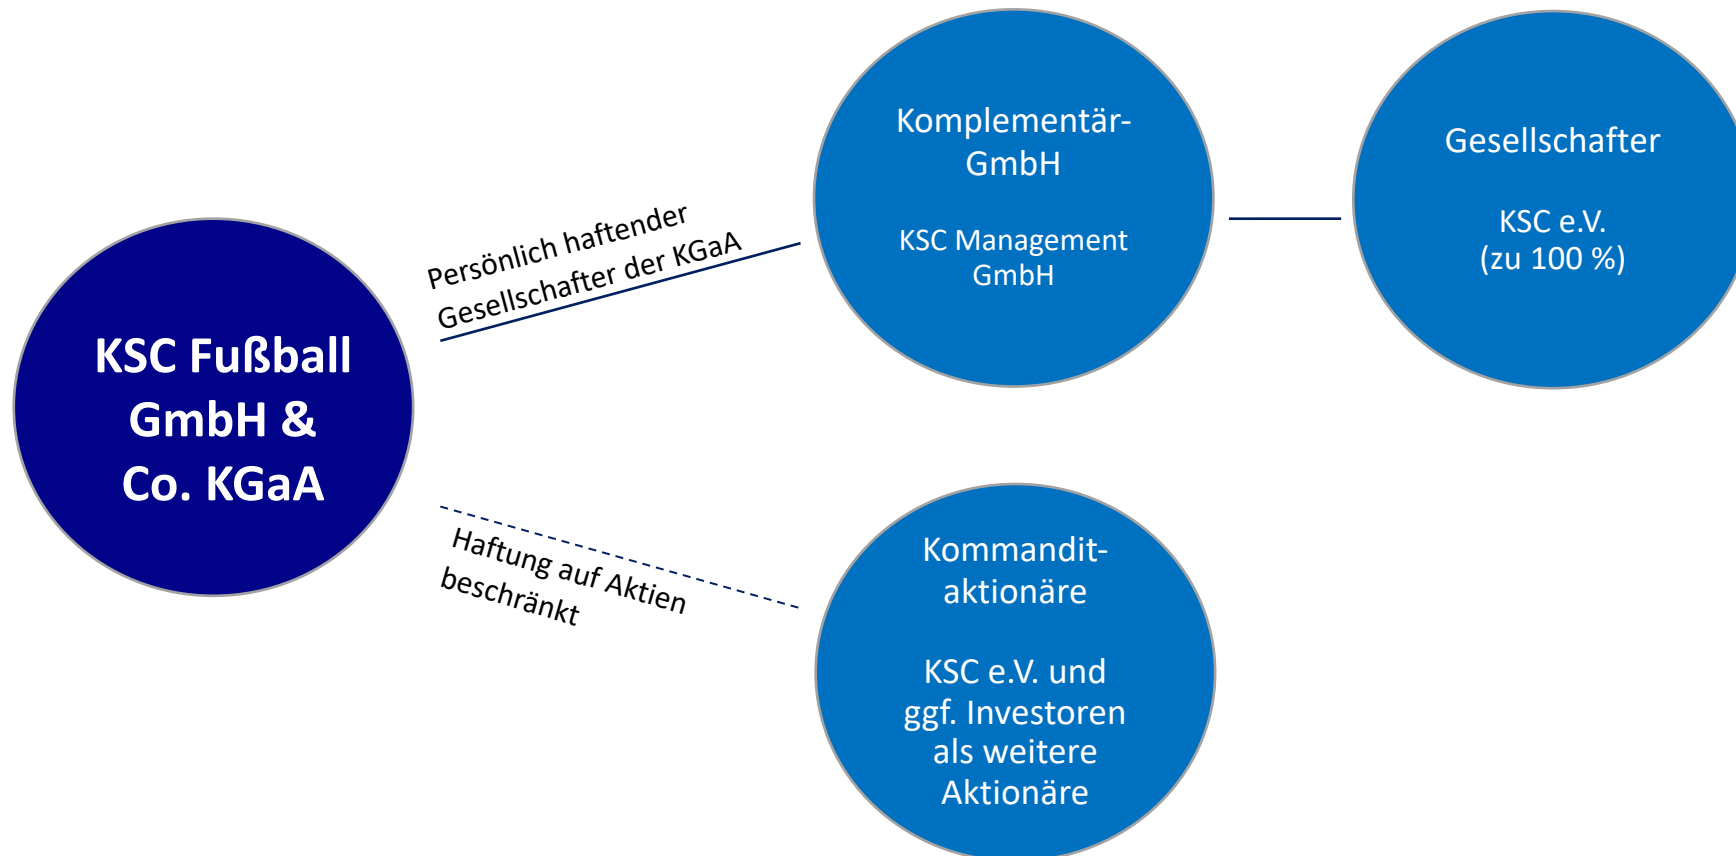 KSC Fußball
GmbH &
Co. KGaA
Persönlich haftender
Gesellschafter der KGaA
Komplementär-
GmbH
KSC Management
GmbH
Gesellschafter
KSC e.V.
(zu 100 %)
Haftung auf Aktien
beschränkt
Kommandit-
aktionäre
KSC e.V. und
ggf. Investoren
als weitere
Aktionäre